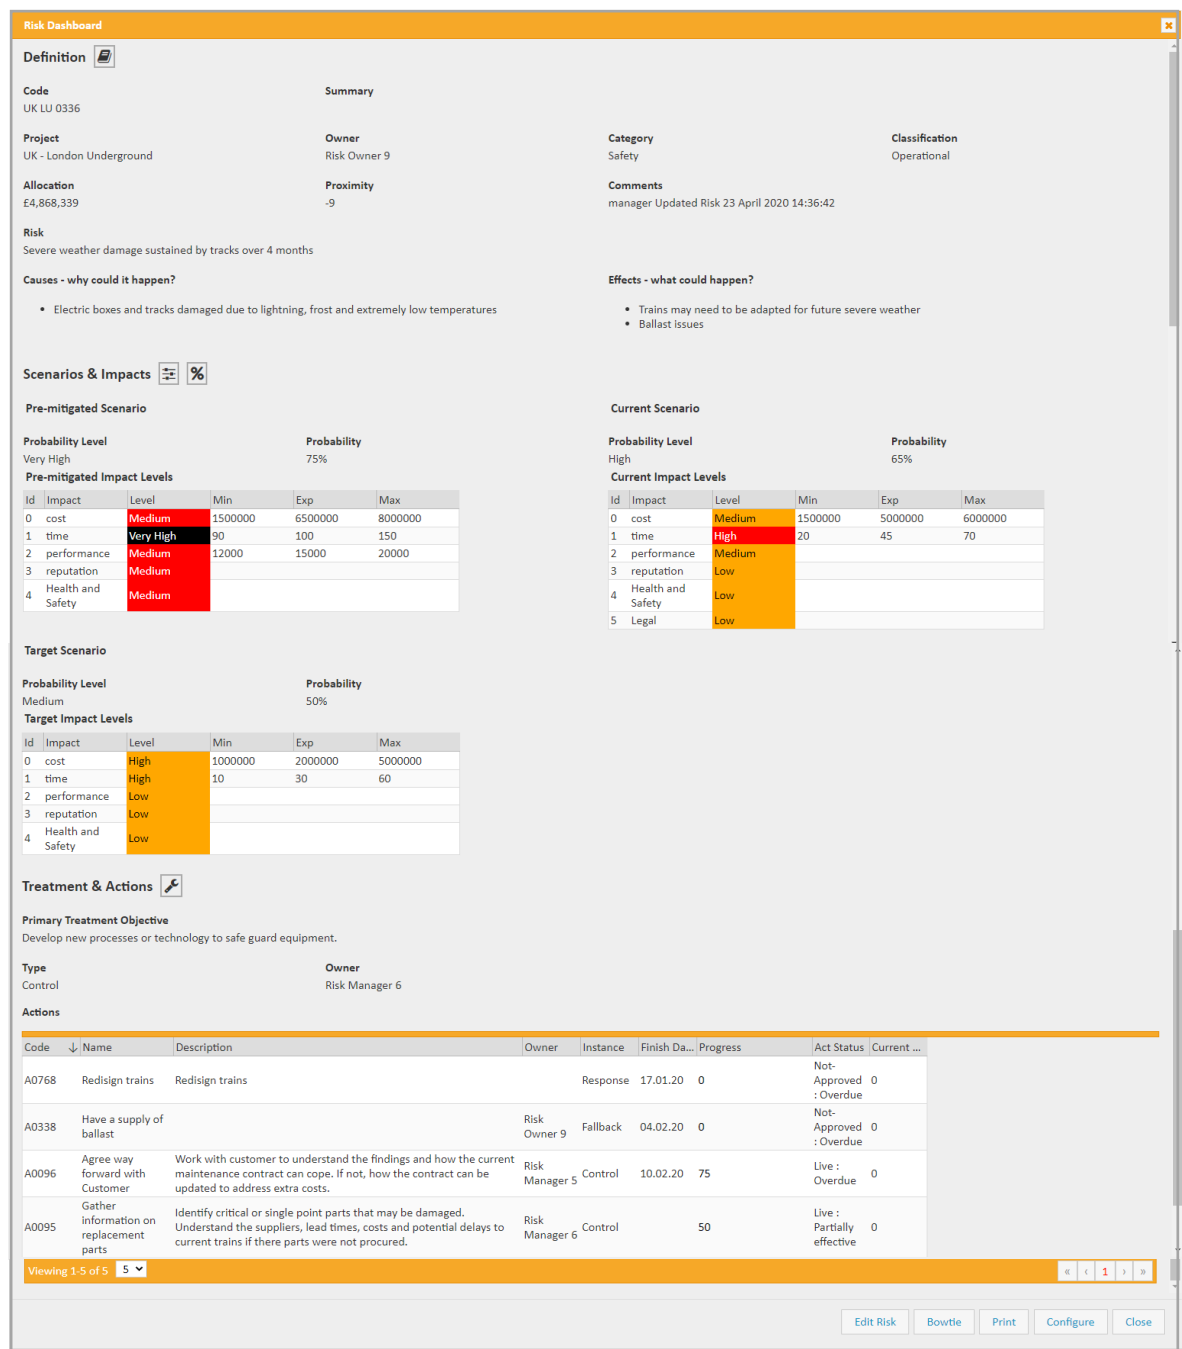 Risk Dashboard
Definition
Code Summary
UK LU 0336
Project Owner Category Classification
UK - London Underground Risk Owner 9 Safety Operational
Allocation Proximity Comments
£4,868,339 -9 manager Updated Risk 23 April 2020 14:36:42
Risk
Severe weather damage sustained by tracks over 4 months
Causes - why could it happen? Effects - what could happen?
• Electric boxes and tracks damaged due to lightning, frost and extremely low temperatures • Trains may need to be adapted for future severe weather
• Ballast issues
Scenarios & Impacts %
Pre-mitigated Scenario Current Scenario
Probability Level Probability Probability Level Probability
Very High 75% High 65%
Pre-mitigated Impact Levels Current Impact Levels
Id Impact Level Min Exp Max Id Impact Level Min Exp Max
0 cost Medium 1500000 6500000 8000000 0 cost Medium 1500000 5000000 6000000
1 time Very High 90 100 150 1 time High 20 45 70
2 performance Medium 12000 15000 20000 2 performance Medium
3 reputation Medium 3 reputation Low
4 Health and Safety Medium 4 Health and Safety Low
5 Legal Low
Target Scenario
Probability Level Probability
Medium 50%
Target Impact Levels
Id Impact Level Min Exp Max
0 cost High 1000000 2000000 5000000
1 time High 10 30 60
2 performance Low
3 reputation Low
4 Health and Safety Low
Treatment & Actions
Primary Treatment Objective
Develop new processes or technology to safe guard equipment.
Type Owner
Control Risk Manager 6
Actions
Code ↓ Name Description Owner Instance Finish Da... Progress Act Status Current ...
A0768 Redisign trains Redisign trains Response 17.01.20 0 Not-Approved : Overdue 0
A0338 Have a supply of ballast Risk Owner 9 Fallback 04.02.20 0 Not-Approved : Overdue 0
A0096 Agree way forward with Customer Work with customer to understand the findings and how the current maintenance contract can cope. If not, how the contract can be updated to address extra costs. Risk Manager 5 Control 10.02.20 75 Live : Overdue 0
A0095 Gather information on replacement parts Identify critical or single point parts that may be damaged. Understand the suppliers, lead times, costs and potential delays to current trains if there parts were not procured. Risk Manager 6 Control 50 Live : Partially effective 0
Viewing 1-5 of 5 5 « ‹ 1 › »
Edit Risk Bowtie Print Configure Close